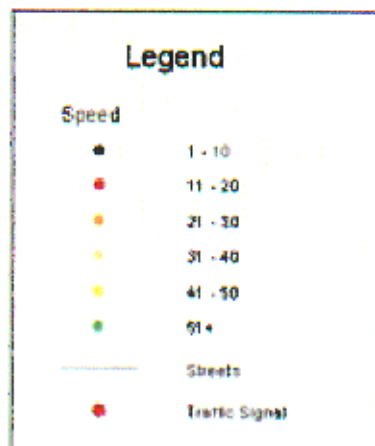 Legend
Speed
1 - 10
11 - 20
21 - 30
31 - 40
41 - 50
51+
Streets
Traffic Signal